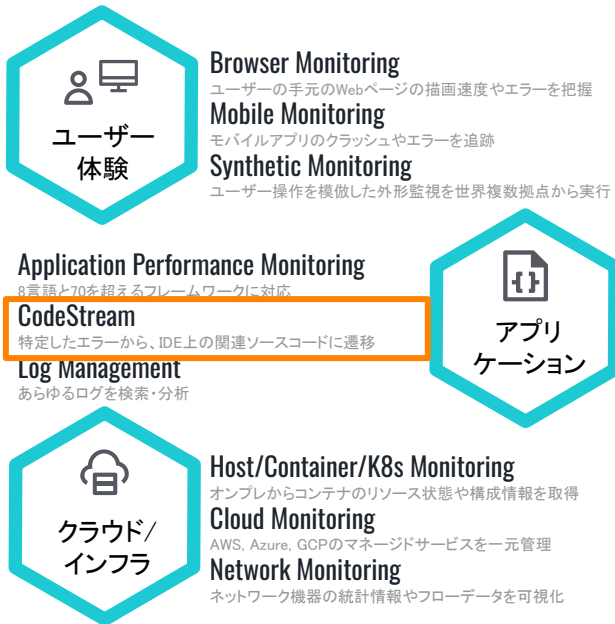 ユーザー
体験
Browser Monitoring
ユーザーの手元のWebページの描画速度やエラーを把握
Mobile Monitoring
モバイルアプリのクラッシュやエラーを追跡
Synthetic Monitoring
ユーザー操作を模倣した外形監視を世界複数拠点から実行
Application Performance Monitoring
8言語と70を超えるフレームワークに対応
CodeStream
特定したエラーから、IDE上の関連ソースコードに遷移
Log Management
あらゆるログを検索・分析
アプリ
ケーション
クラウド/
インフラ
Host/Container/K8s Monitoring
オンプレからコンテナのリソース状態や構成情報を取得
Cloud Monitoring
AWS, Azure, GCPのマネージドサービスを一元管理
Network Monitoring
ネットワーク機器の統計情報やフローデータを可視化